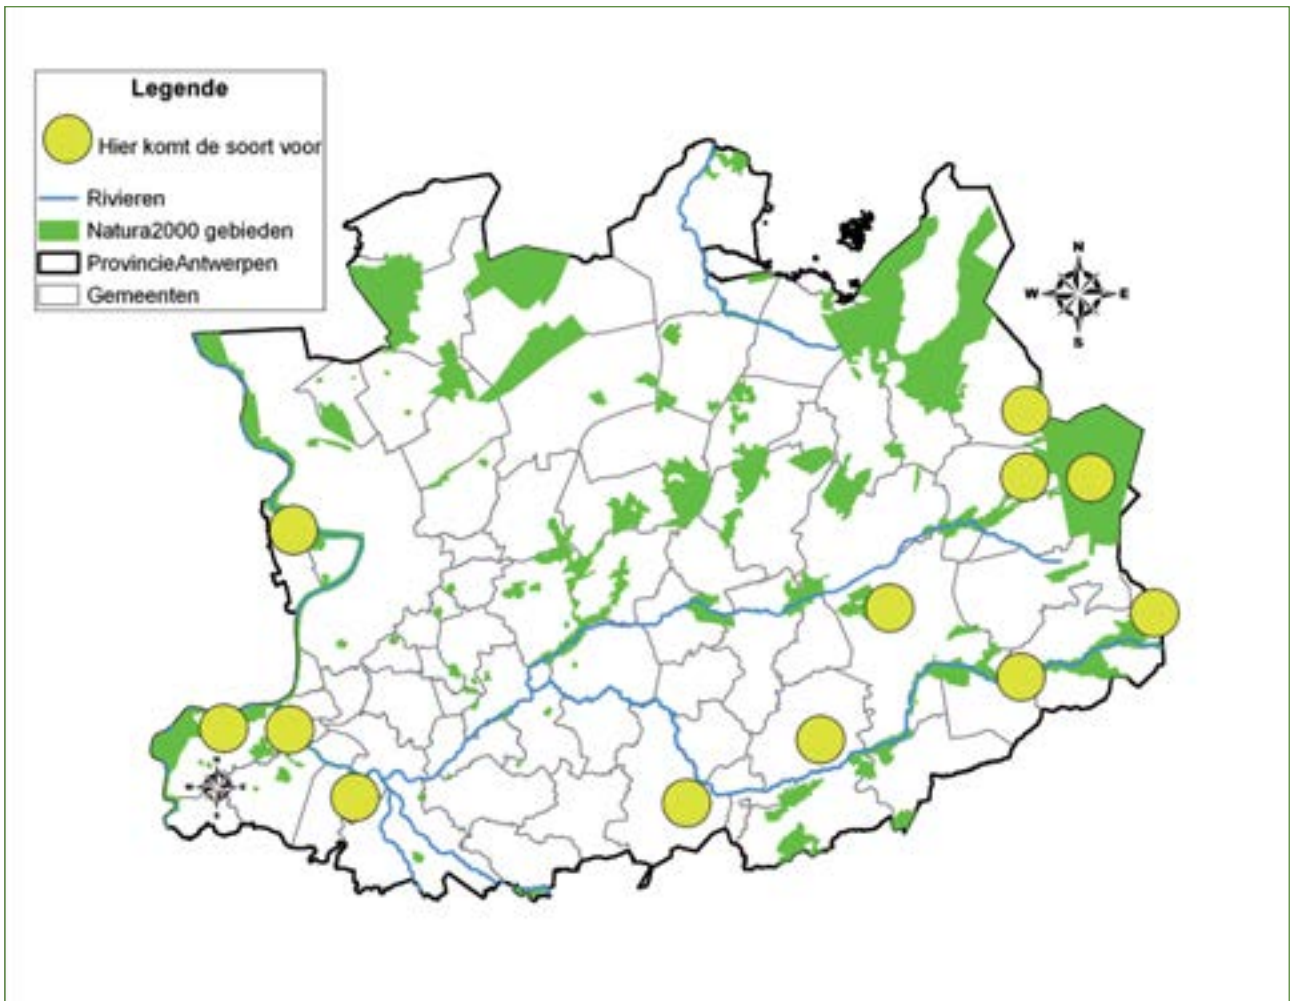 Legende
Hier komt de soort voor
Rivieren
Natura2000 gebieden
ProvincieAntwerpen
Gemeenten
N
W E
S